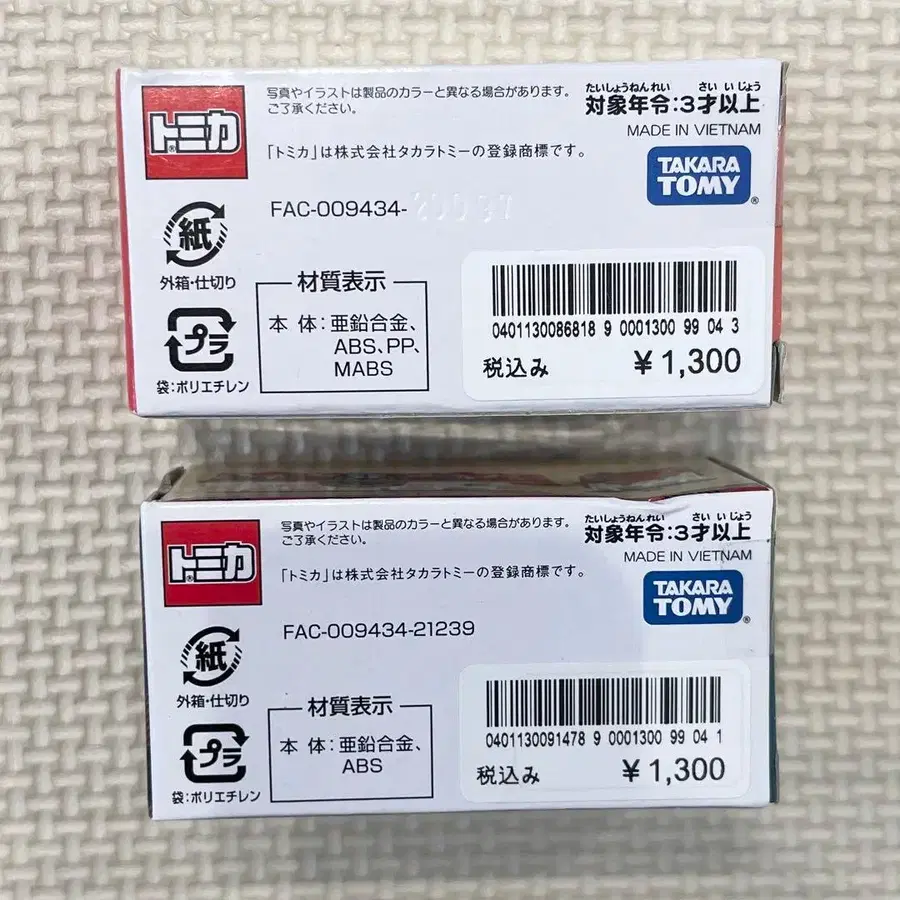 トミカ®
写真やイラストは製品のカラーと異なる場合があります。
ご了承ください。
「トミカ」は株式会社タカラトミーの登録商標です。
たいしょうねんれい さいいじょう
対象年令:3才以上
MADE IN VIETNAM
TAKARA
TOMY®
FAC-009434-
紙
外箱・仕切り
プラ
袋:ポリエチレン
材質表示
本体:亜鉛合金、
ABS、PP、
MABS
0401130086818 9 0001300 99 04 3
税込み ¥1,300
トミカ®
写真やイラストは製品のカラーと異なる場合があります。
ご了承ください。
「トミカ」は株式会社タカラトミーの登録商標です。
たいしょうねんれい さいいじょう
対象年令:3才以上
MADE IN VIETNAM
TAKARA
TOMY®
FAC-009434-21239
紙
外箱・仕切り
プラ
袋:ポリエチレン
材質表示
本体:亜鉛合金、
ABS
0401130091478 9 0001300 99 04 1
税込み ¥1,300